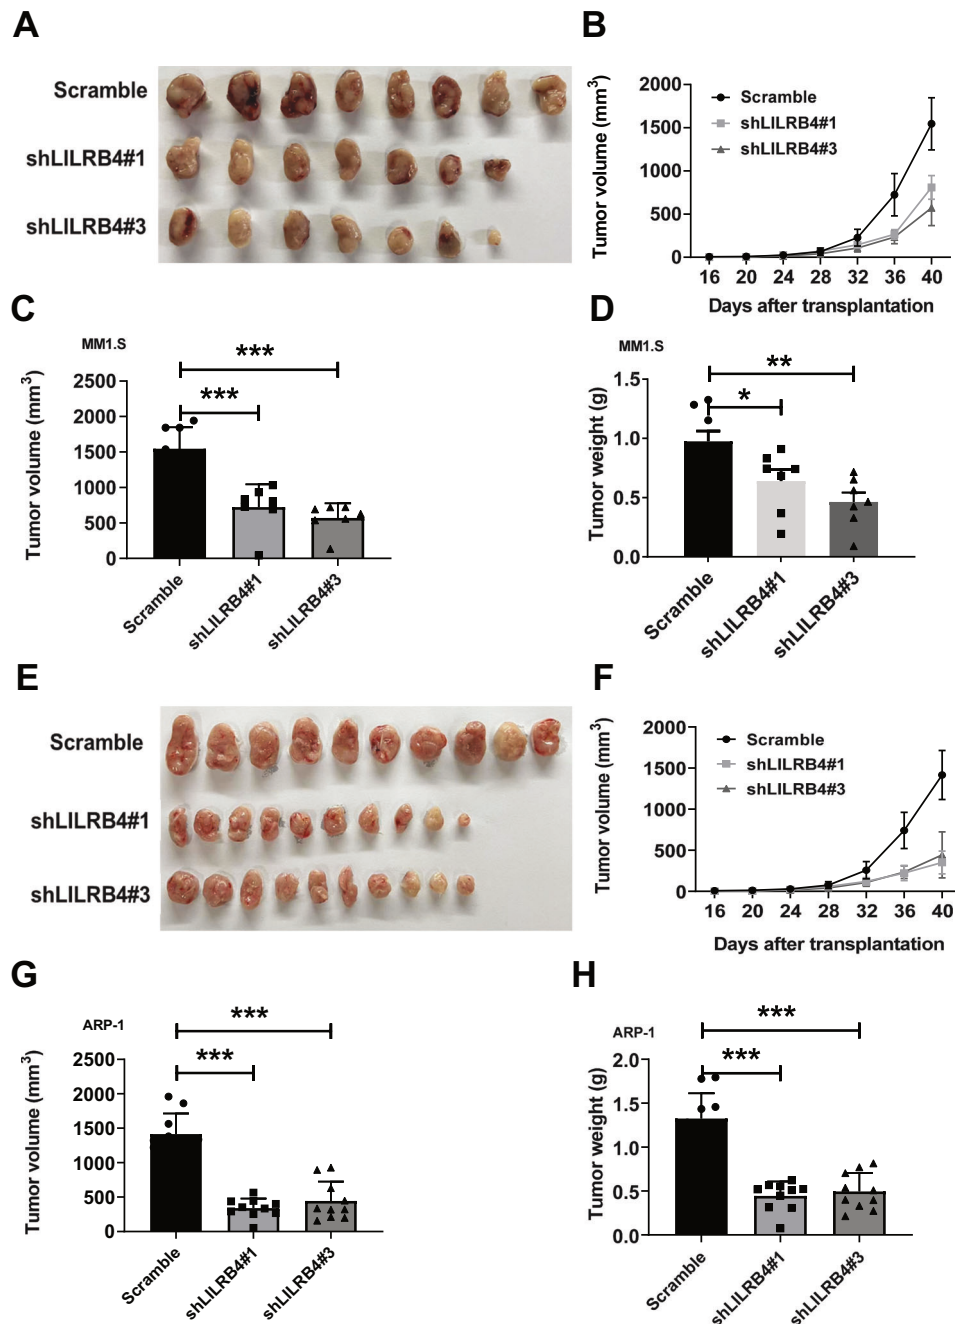 A
Scramble
shLILRB4#1
shLILRB4#3
B
Tumor volume (mm3)
2000
1500
1000
500
0
Scramble
shLILRB4#1
shLILRB4#3
16 20 24 28 32 36 40
Days after transplantation
C
MM1.S
Tumor volume (mm3)
2500
2000
1500
1000
500
0
***
***
Scramble
shLILRB4#1
shLILRB4#3
D
MM1.S
Tumor weight (g)
1.5
1.0
0.5
0.0
**
*
Scramble
shLILRB4#1
shLILRB4#3
E
Scramble
shLILRB4#1
shLILRB4#3
F
Tumor volume (mm3)
2000
1500
1000
500
0
Scramble
shLILRB4#1
shLILRB4#3
16 20 24 28 32 36 40
Days after transplantation
G
ARP-1
Tumor volume (mm3)
2500
2000
1500
1000
500
0
***
***
Scramble
shLILRB4#1
shLILRB4#3
H
ARP-1
Tumor weight (g)
2.0
1.5
1.0
0.5
0.0
***
***
Scramble
shLILRB4#1
shLILRB4#3